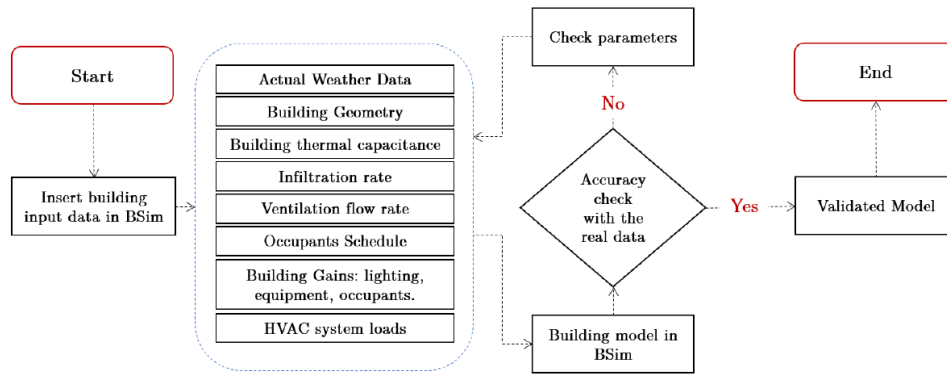 Start
Insert building
input data in BSim
Actual Weather Data
Building Geometry
Building thermal capacitance
Infiltration rate
Ventilation flow rate
Occupants Schedule
Building Gains: lighting,
equipment, occupants.
HVAC system loads
Check parameters
No
Accuracy
check
with the
real data
Yes
Building model in
BSim
End
Validated Model